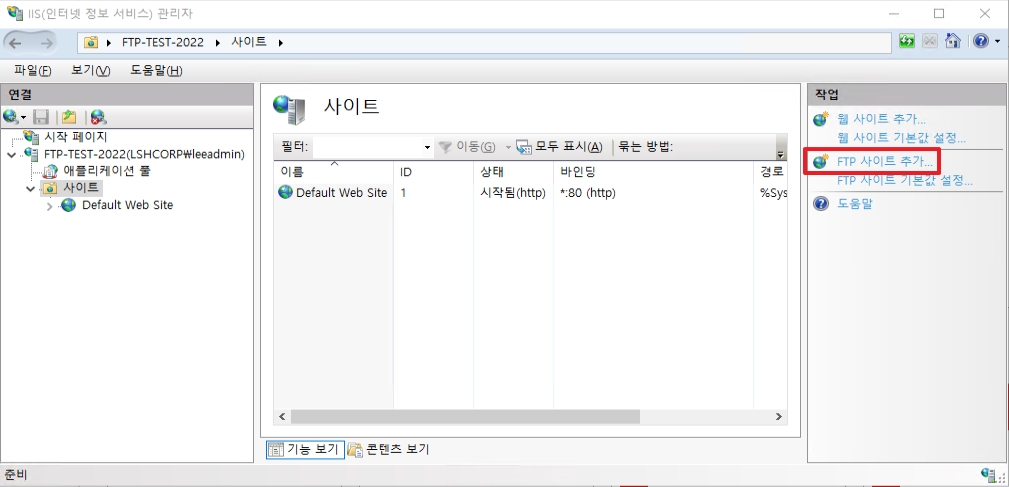 IIS(인터넷 정보 서비스) 관리자
FTP-TEST-2022 사이트
파일(F) 보기(V) 도움말(H)
연결
시작 페이지
FTP-TEST-2022(LSHCORP₩leeadmin)
애플리케이션 풀
사이트
Default Web Site
사이트
필터: 이동(G) 모두 표시(A) 묶는 방법:
이름 ID 상태 바인딩 경로
Default Web Site 1 시작됨(http) *:80 (http) %Sys
기능 보기 콘텐츠 보기
작업
웹 사이트 추가...
웹 사이트 기본값 설정...
FTP 사이트 추가...
FTP 사이트 기본값 설정...
도움말
준비